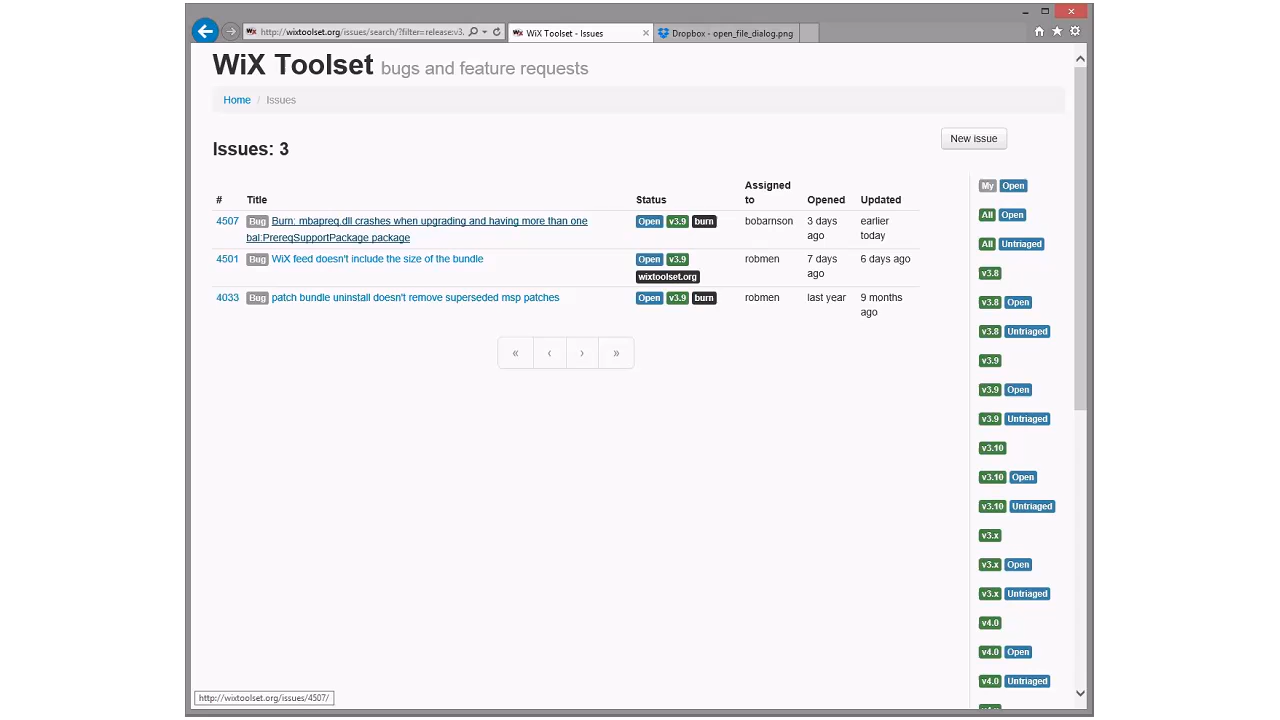 http://wixtoolset.org/issues/search/?filter=release:v3.
WiX Toolset - Issues
Dropbox - open_file_dialog.png
WiX Toolset bugs and feature requests
Home / Issues
Issues: 3
New issue
# Title Status Assigned to Opened Updated
4507 Bug Burn: mbapreq.dll crashes when upgrading and having more than one Open v3.9 burn bobarnson 3 days earlier
bal:PrereqSupportPackage package ago today
4501 Bug WiX feed doesn't include the size of the bundle Open v3.9 robmen 7 days 6 days ago
wixtoolset.org ago
4033 Bug patch bundle uninstall doesn't remove superseded msp patches Open v3.9 burn robmen last year 9 months
ago
« ‹ › »
My Open
All Open
All Untriaged
v3.8
v3.8 Open
v3.8 Untriaged
v3.9
v3.9 Open
v3.9 Untriaged
v3.10
v3.10 Open
v3.10 Untriaged
v3.x
v3.x Open
v3.x Untriaged
v4.0
v4.0 Open
v4.0 Untriaged
http://wixtoolset.org/issues/4507/